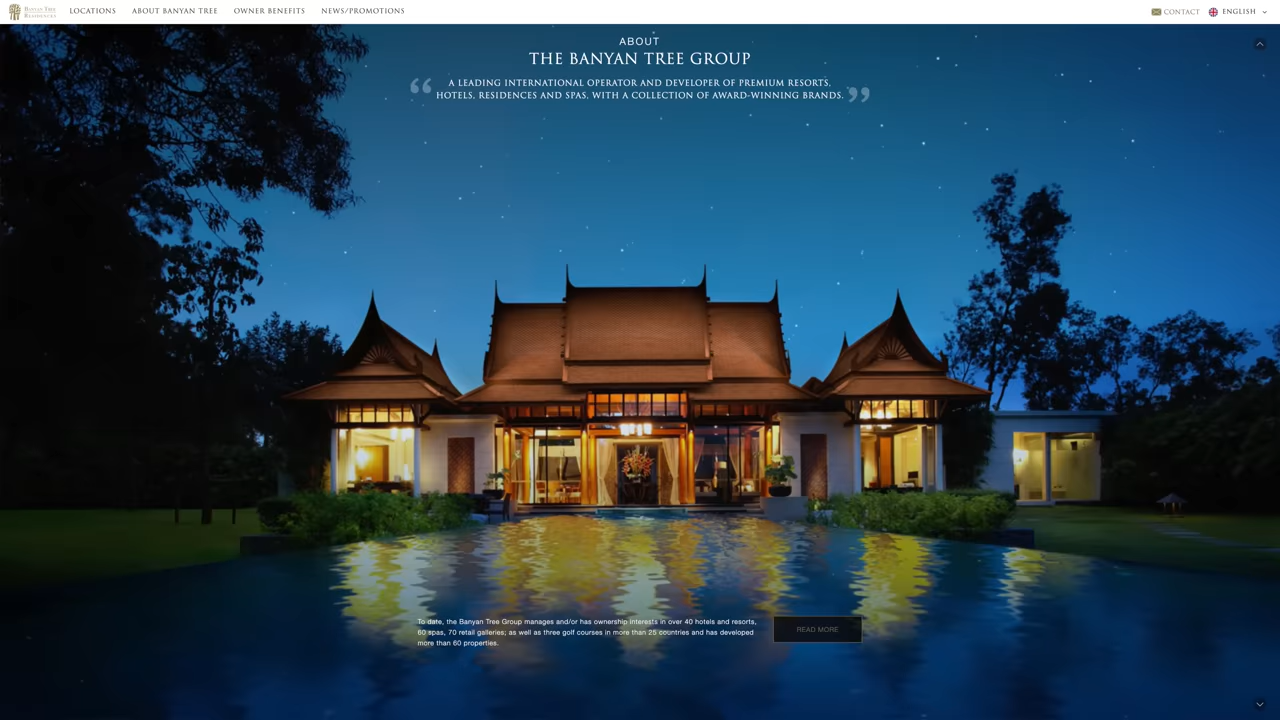 BANYAN TREE
RESIDENCES
LOCATIONS
ABOUT BANYAN TREE
OWNER BENEFITS
NEWS/PROMOTIONS
CONTACT
ENGLISH
ABOUT
THE BANYAN TREE GROUP
“ A LEADING INTERNATIONAL OPERATOR AND DEVELOPER OF PREMIUM RESORTS,
HOTELS, RESIDENCES AND SPAS, WITH A COLLECTION OF AWARD-WINNING BRANDS. ”
To date, the Banyan Tree Group manages and/or has ownership interests in over 40 hotels and resorts,
60 spas, 70 retail galleries; as well as three golf courses in more than 25 countries and has developed
more than 60 properties.
READ MORE